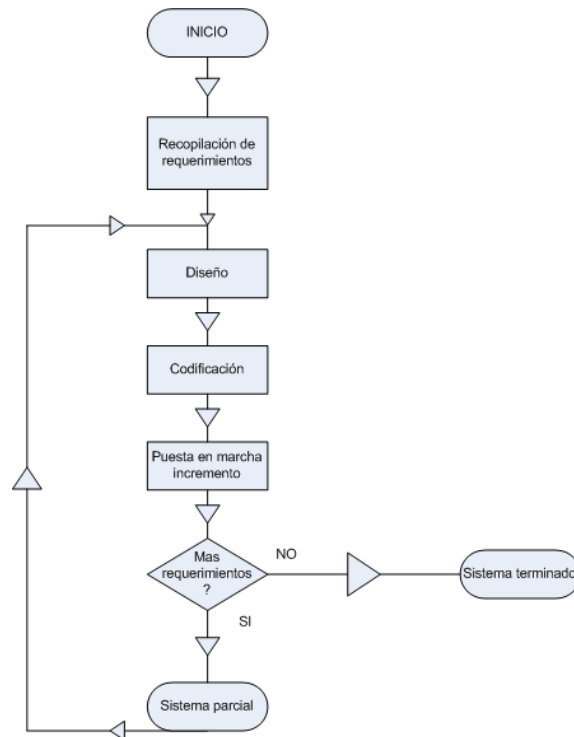 INICIO
Recopilación de
requerimientos
Diseño
Codificación
Puesta en marcha
incremento
Mas
requerimientos
?
NO
Sistema terminado
SI
Sistema parcial